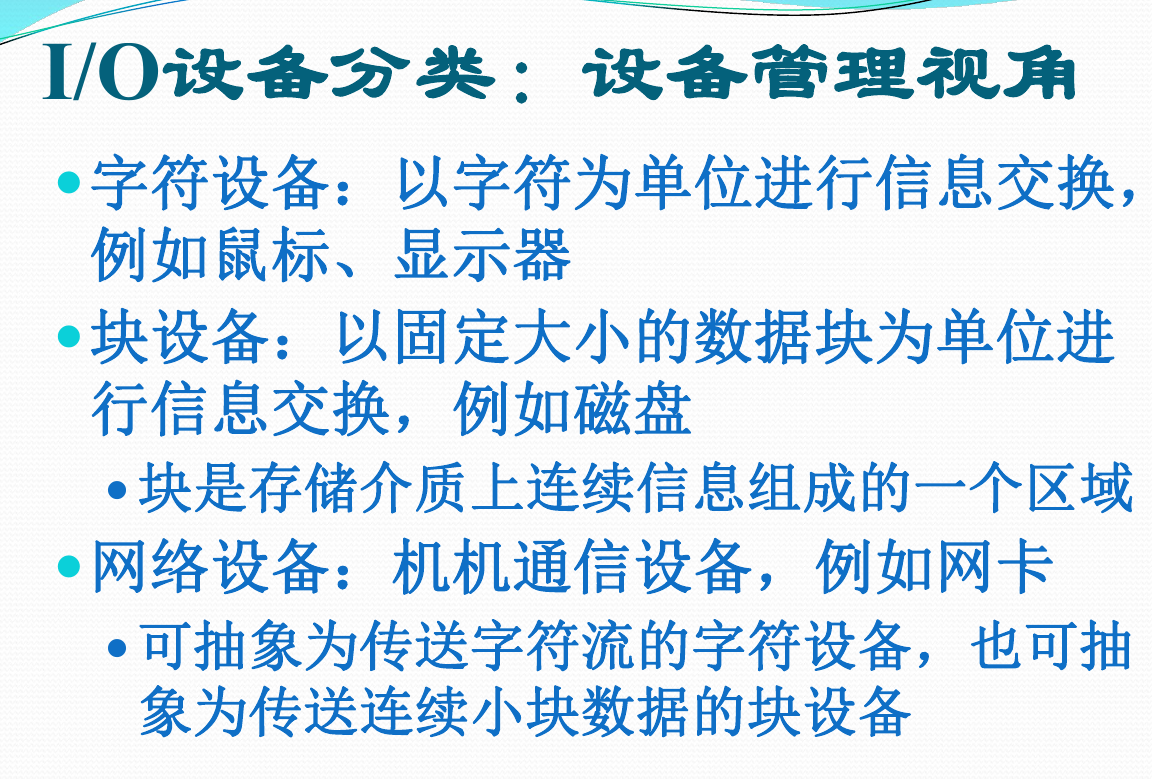 I/O设备分类：设备管理视角
•字符设备：以字符为单位进行信息交换，
例如鼠标、显示器
•块设备：以固定大小的数据块为单位进
行信息交换，例如磁盘
•块是存储介质上连续信息组成的一个区域
•网络设备：机机通信设备，例如网卡
•可抽象为传送字符流的字符设备，也可抽
象为传送连续小块数据的块设备